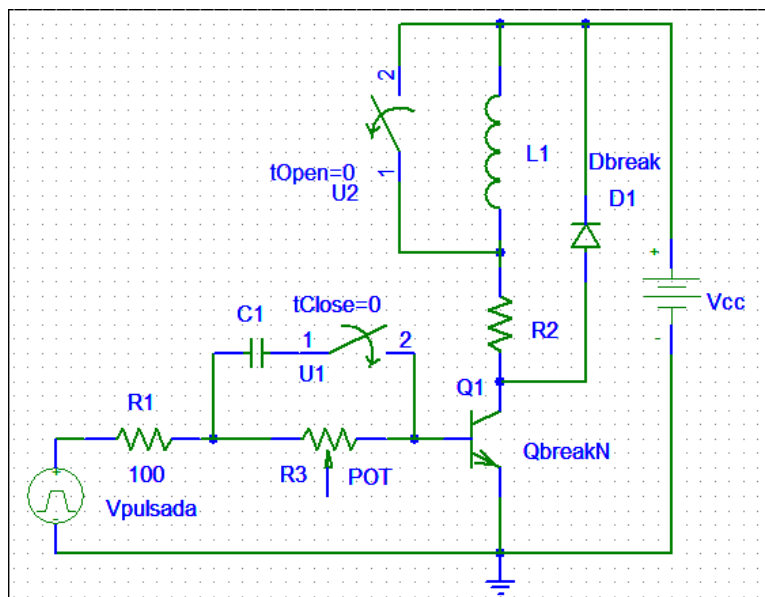 2
tOpen=0
U2
1
L1
Dbreak
D1
+
Vcc
-
R2
tClose=0
C1
1
2
U1
Q1
R1
100
R3
POT
QbreakN
Vpulsada
+
-